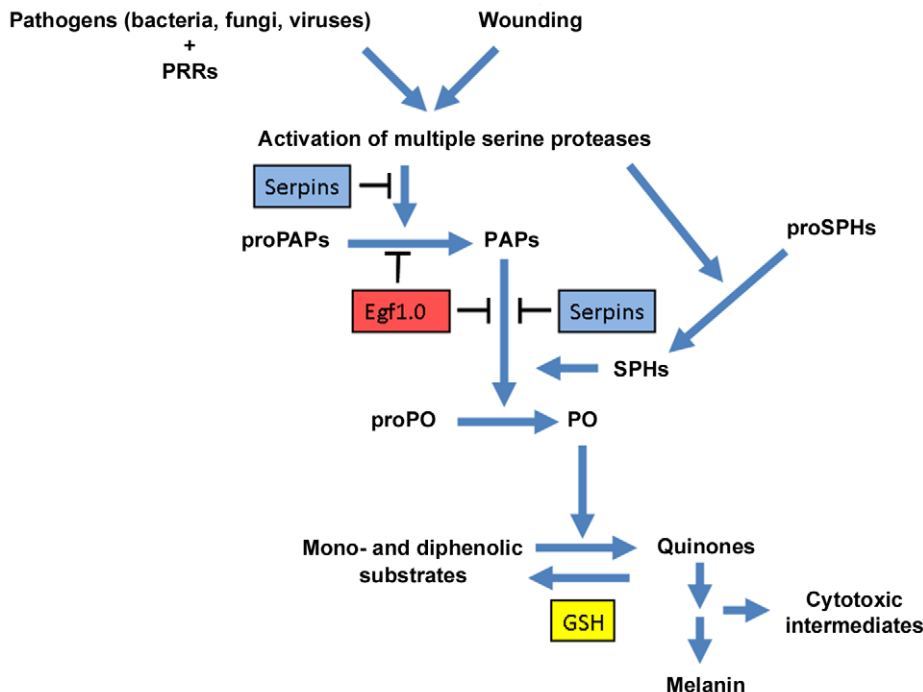 Pathogens (bacteria, fungi, viruses)
+
PRRs
Wounding
Activation of multiple serine proteases
Serpins
proPAPs
PAPs
proSPHs
Egf1.0
Serpins
SPHs
proPO
PO
Mono- and diphenolic
substrates
Quinones
GSH
Cytotoxic
intermediates
Melanin